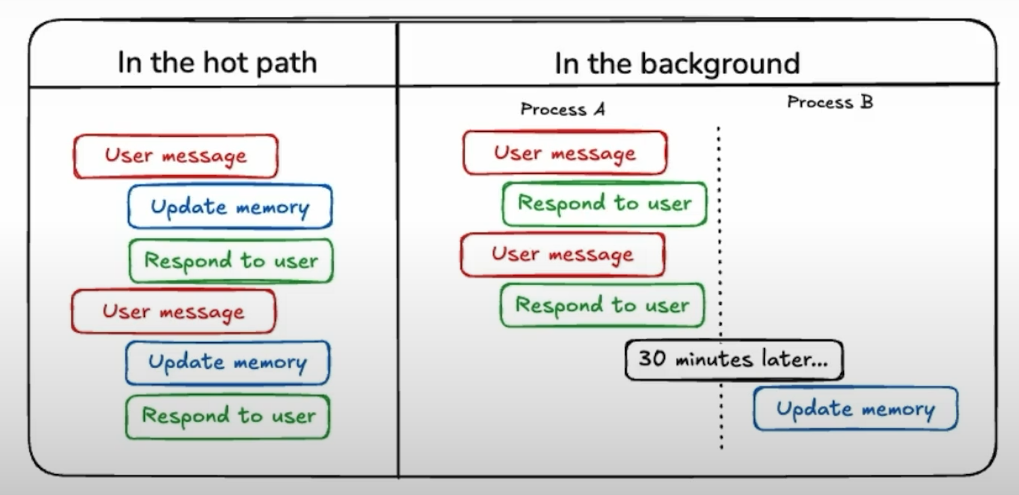 In the hot path
User message
Update memory
Respond to user
User message
Update memory
Respond to user
In the background
Process A
Process B
User message
Respond to user
User message
Respond to user
30 minutes later...
Update memory